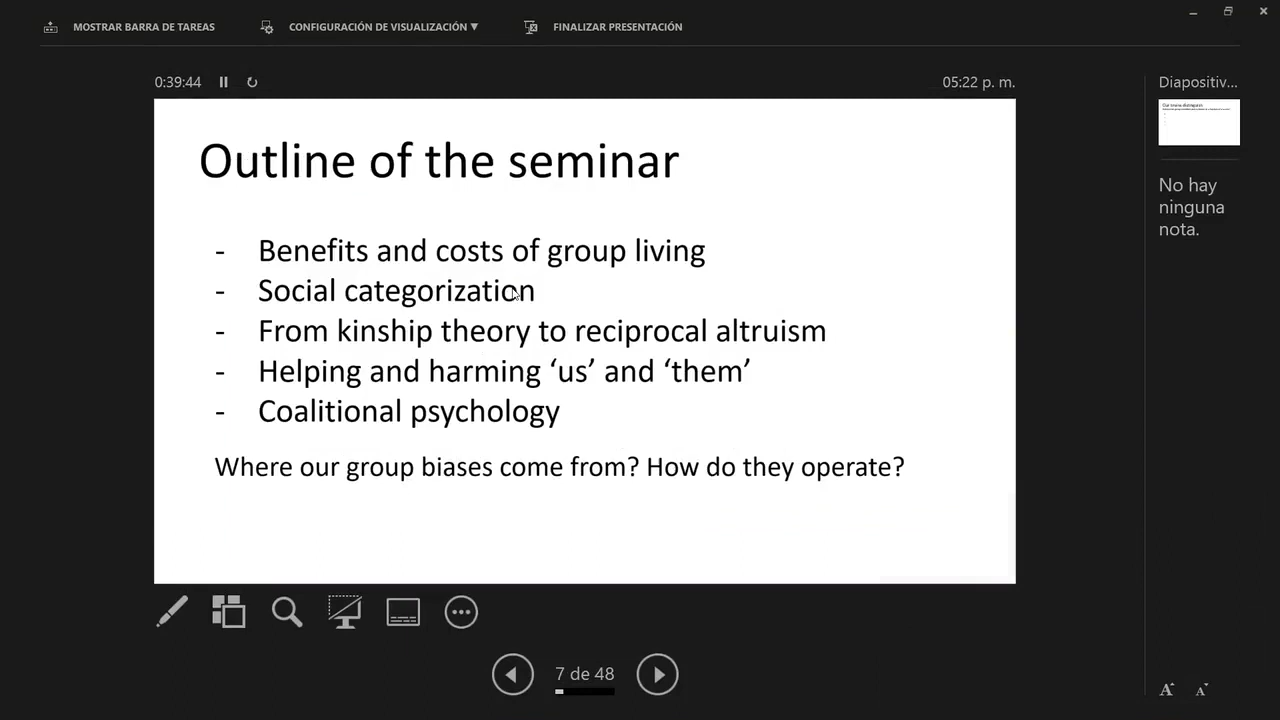 MOSTRAR BARRA DE TAREAS
CONFIGURACIÓN DE VISUALIZACIÓN ▼
FINALIZAR PRESENTACIÓN
0:39:44
05:22 p. m.
Diapositiv...
Outline of the seminar
- Benefits and costs of group living
- Social categorization
- From kinship theory to reciprocal altruism
- Helping and harming ‘us’ and ‘them’
- Coalitional psychology
Where our group biases come from? How do they operate?
No hay
ninguna
nota.
7 de 48
A A